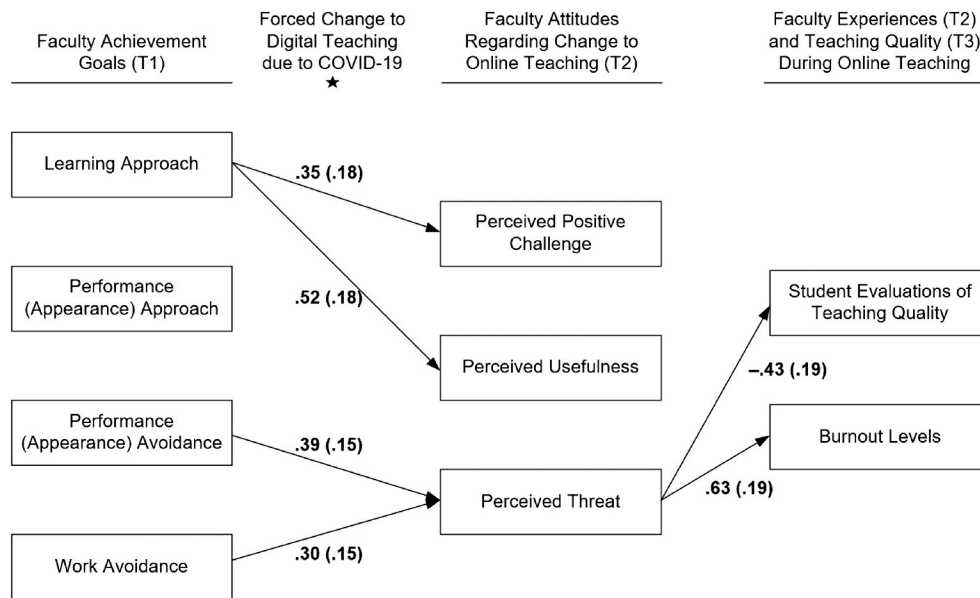 Faculty Achievement
Goals (T1)
Forced Change to
Digital Teaching
due to COVID-19
★
Faculty Attitudes
Regarding Change to
Online Teaching (T2)
Faculty Experiences (T2)
and Teaching Quality (T3)
During Online Teaching
Learning Approach
.35 (.18)
Perceived Positive
Challenge
Performance
(Appearance) Approach
.52 (.18)
Student Evaluations of
Teaching Quality
Perceived Usefulness
–.43 (.19)
Performance
(Appearance) Avoidance
.39 (.15)
Burnout Levels
Perceived Threat
.63 (.19)
Work Avoidance
.30 (.15)